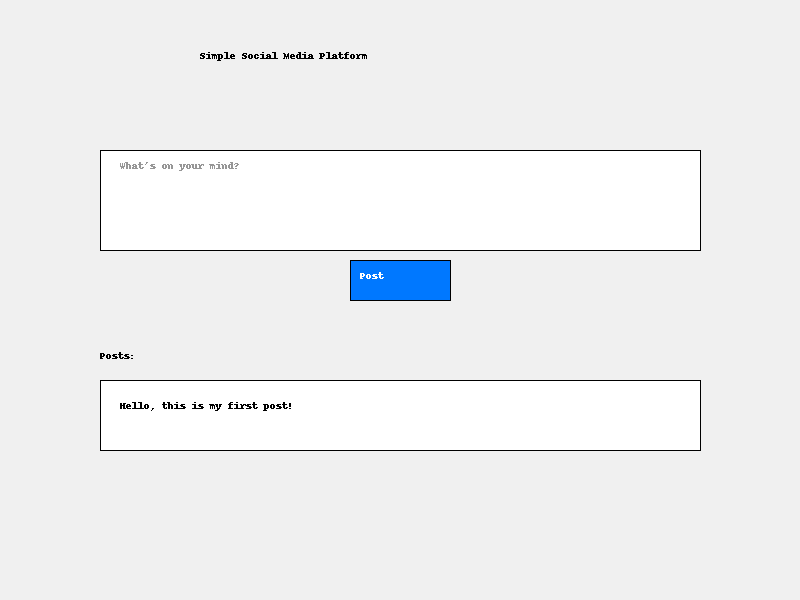 Simple Social Media Platform
What's on your mind?
Post
Posts:
Hello, this is my first post!